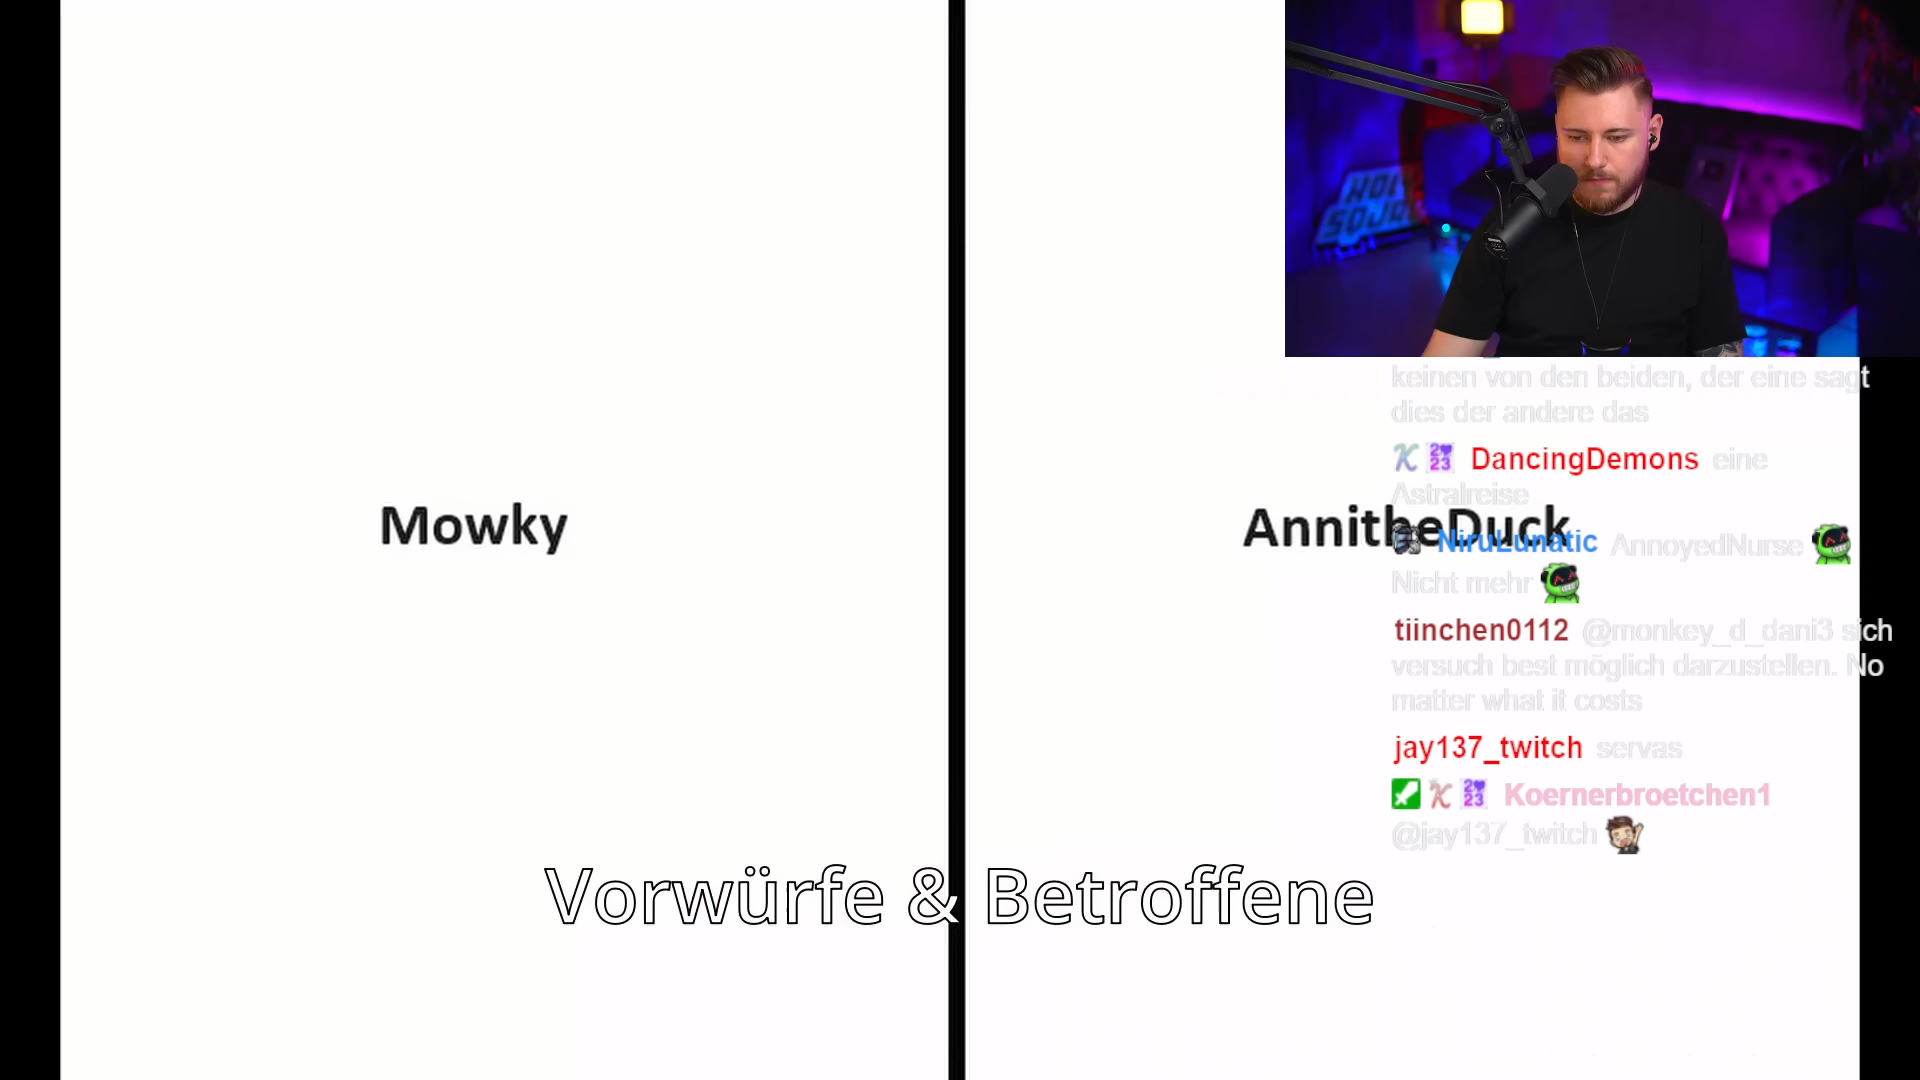 Mowky
AnnitheDuck
Vorwürfe & Betroffene
keinen von den beiden, der eine sagt
dies der andere das
DancingDemons eine
Astralreise
NiruLunatic AnnoyedNurse
Nicht mehr
tiinchen0112 @monkey_d_dani3 sich
versuch best möglich darzustellen. No
matter what it costs
jay137_twitch servas
Koernerbroetchen1
@jay137_twitch